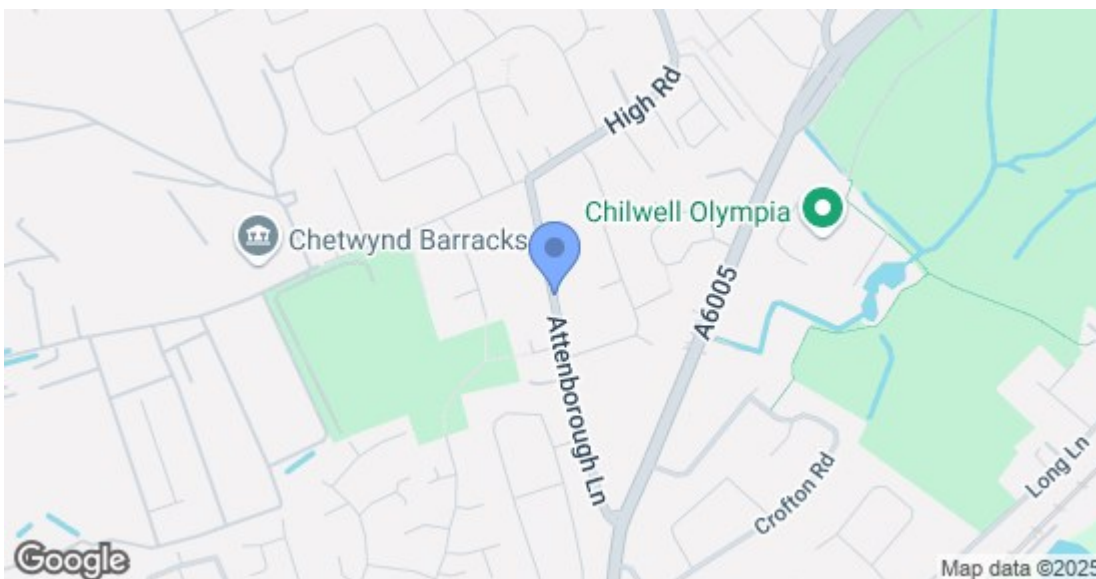 High Rd
Chilwell Olympia
Chetwynd Barracks
A6005
Attenborough Ln
Long Ln
Crofton Rd
Google
Map data ©2025